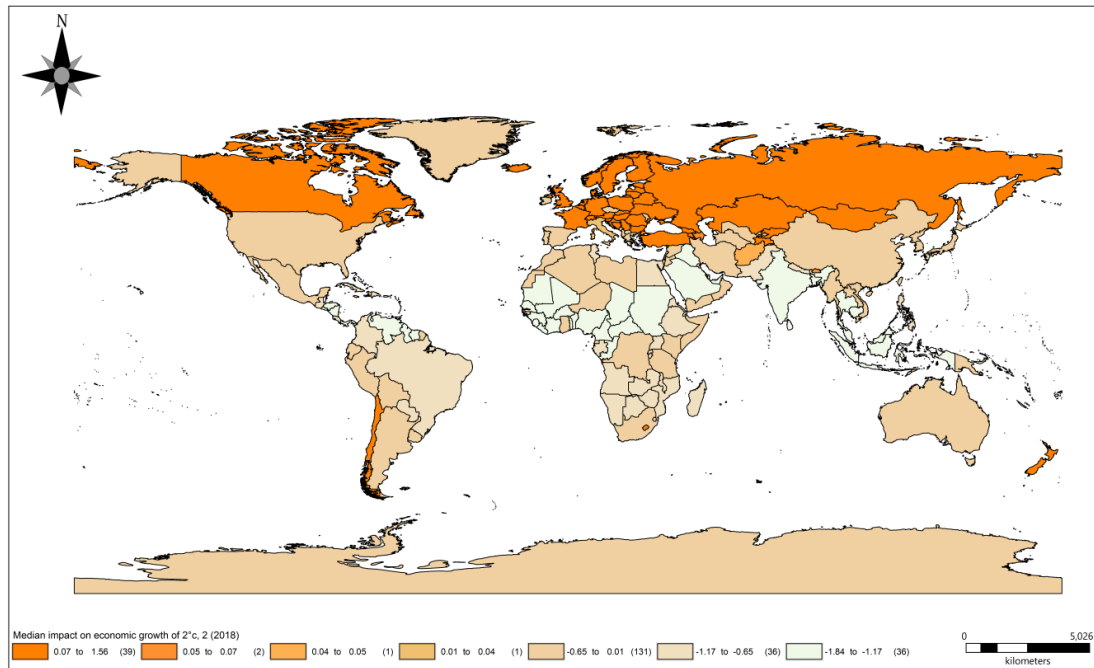 N
Median impact on economic growth of 2°c, 2 (2018)
0.07 to 1.56 (39) 0.05 to 0.07 (2) 0.04 to 0.05 (1) 0.01 to 0.04 (1) -0.65 to 0.01 (131) -1.17 to -0.65 (36) -1.84 to -1.17 (36)
0 5,026
kilometers